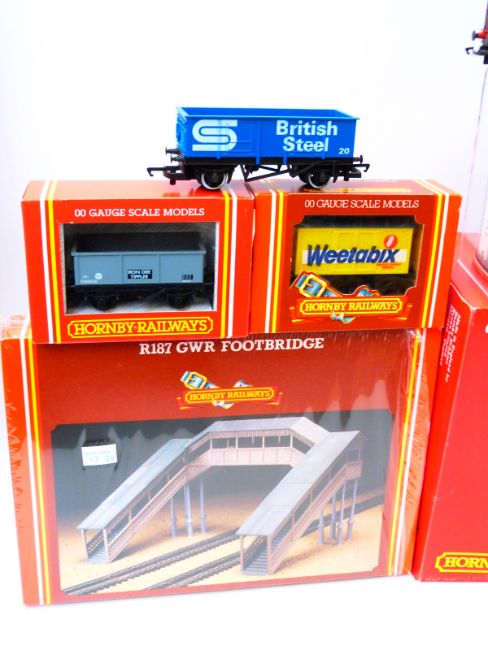 British
Steel
20
00 GAUGE SCALE MODELS
IRON ORE
TIPPLER
HORNBY RAILWAYS
00 GAUGE SCALE MODELS
Weetabix
HORNBY RAILWAYS
R187 GWR FOOTBRIDGE
HORNBY RAILWAYS
HORN